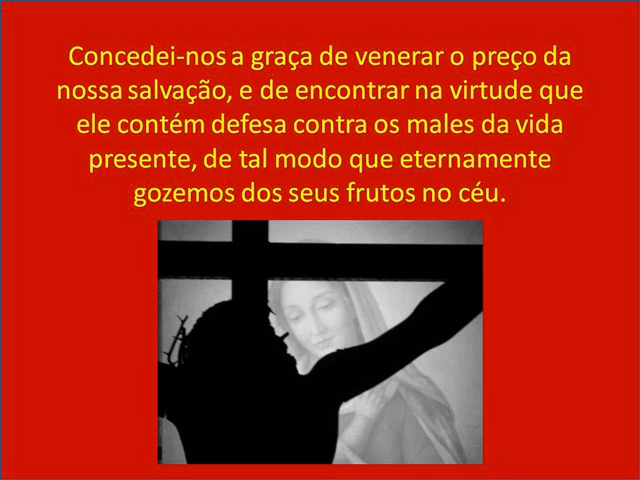 Concedei-nos a graça de venerar o preço da
nossa salvação, e de encontrar na virtude que
ele contém defesa contra os males da vida
presente, de tal modo que eternamente
gozemos dos seus frutos no céu.